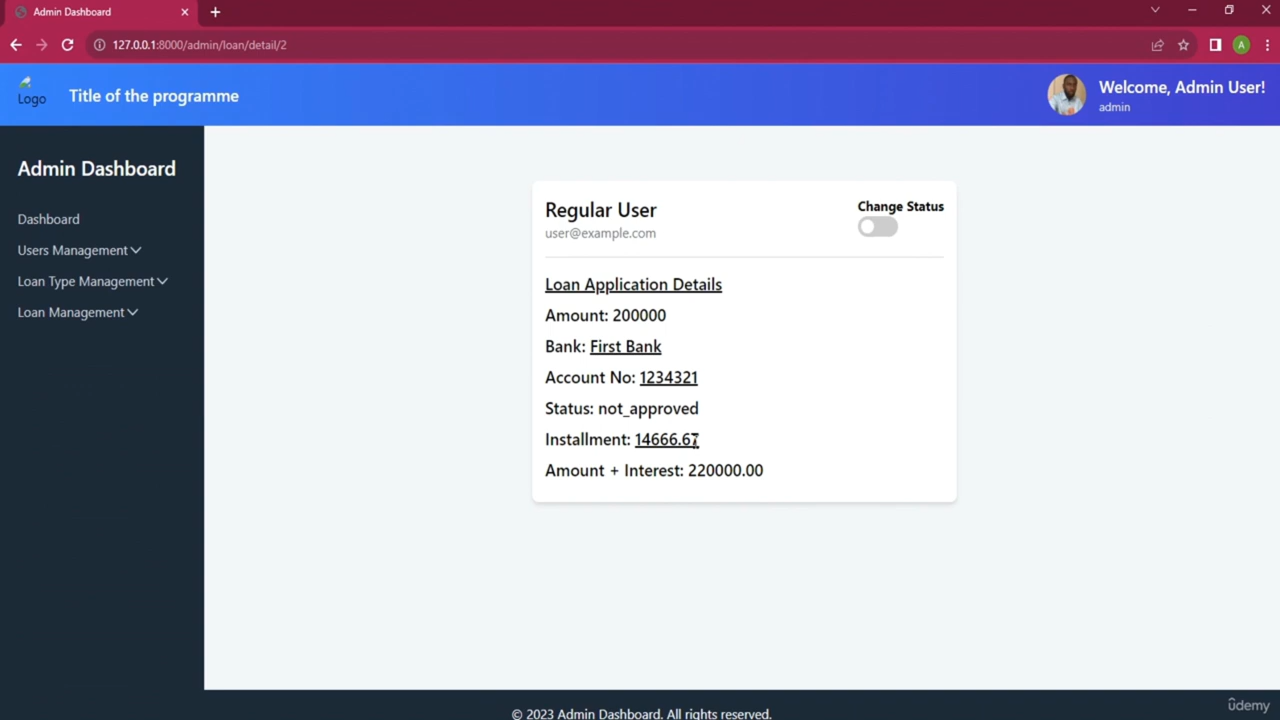 Admin Dashboard
127.0.0.1:8000/admin/loan/detail/2
A
Logo
Title of the programme
Welcome, Admin User!
admin
Admin Dashboard
Dashboard
Users Management
Loan Type Management
Loan Management
Regular User
user@example.com
Change Status
Loan Application Details
Amount: 200000
Bank: First Bank
Account No: 1234321
Status: not_approved
Installment: 14666.67
Amount + Interest: 220000.00
© 2023 Admin Dashboard. All rights reserved.
ûdemy